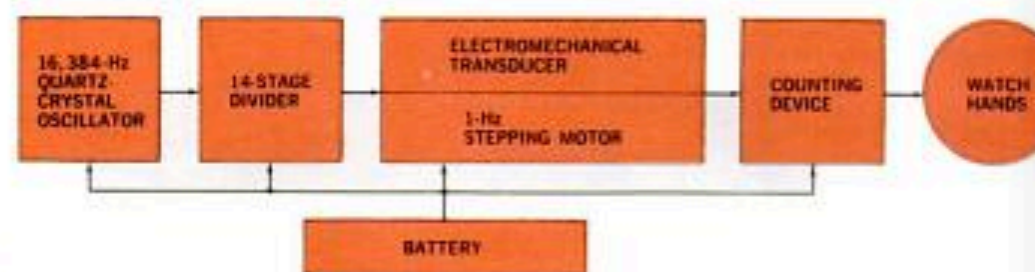 16,384-Hz
QUARTZ-
CRYSTAL
OSCILLATOR
14-STAGE
DIVIDER
ELECTROMECHANICAL
TRANSDUCER
1-Hz
STEPPING MOTOR
COUNTING
DEVICE
WATCH
HANDS
BATTERY